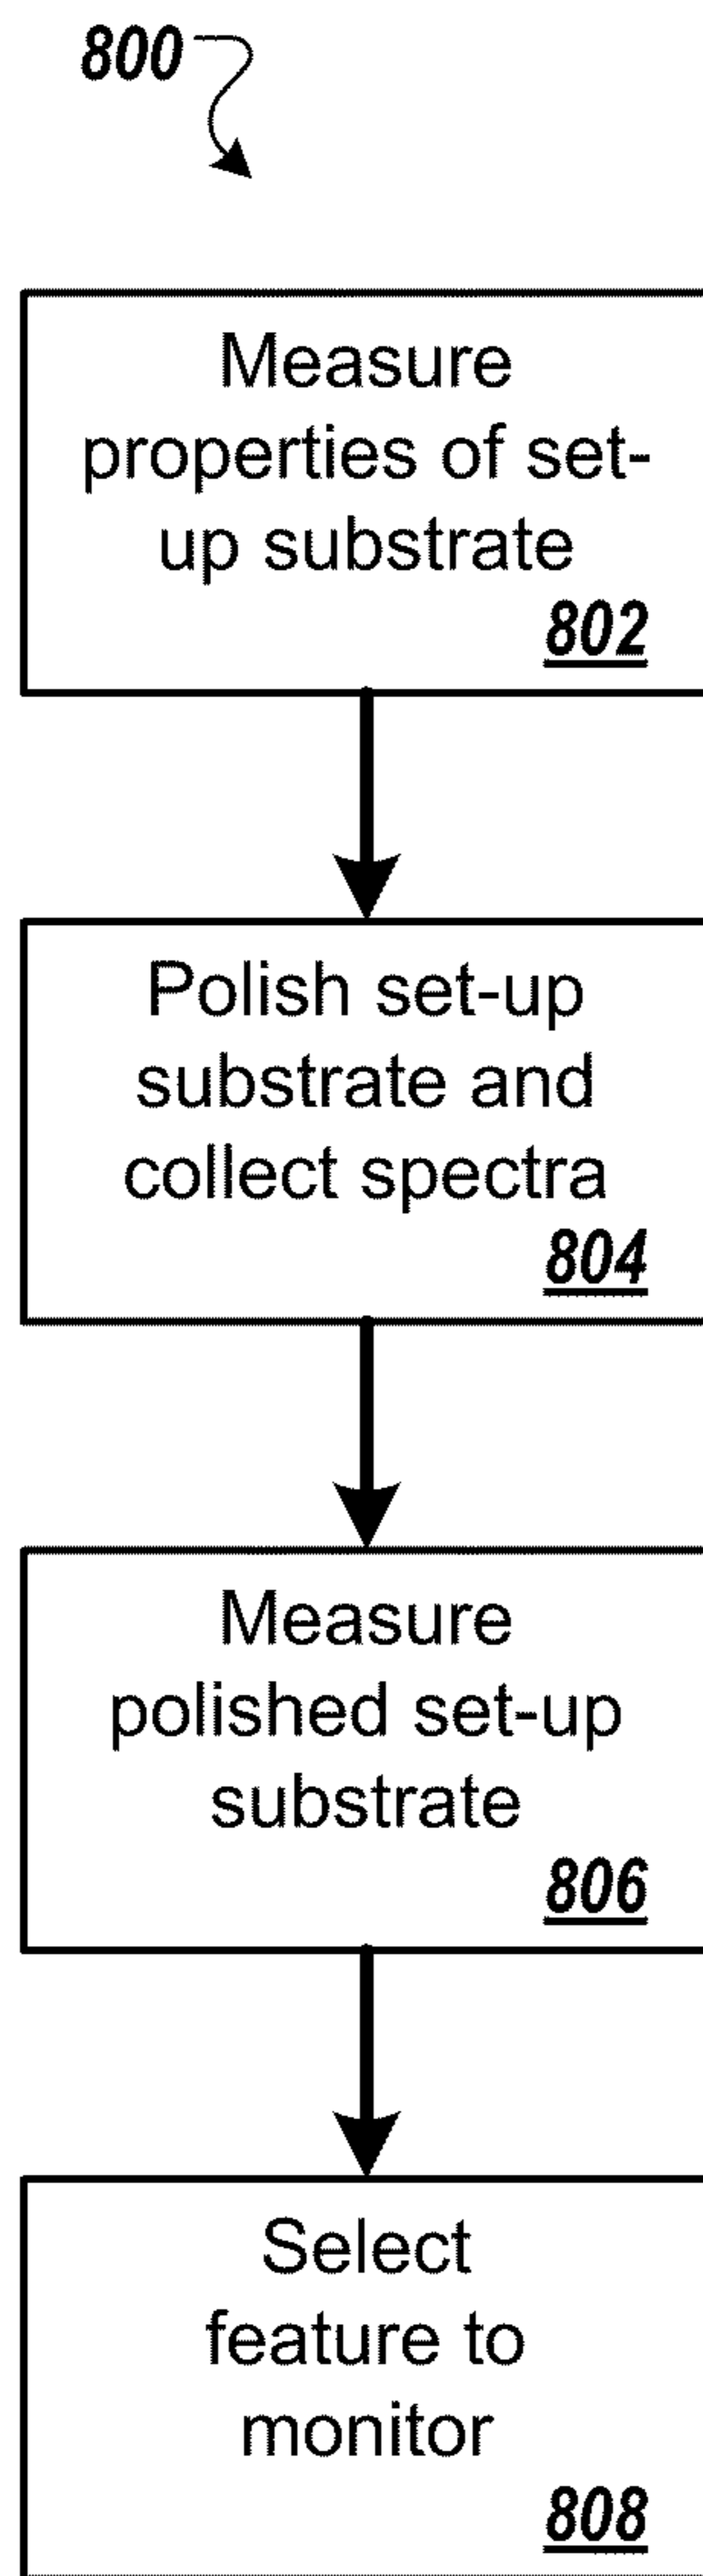 800
Measure
properties of set-
up substrate
802
Polish set-up
substrate and
collect spectra
804
Measure
polished set-up
substrate
806
Select
feature to
monitor
808